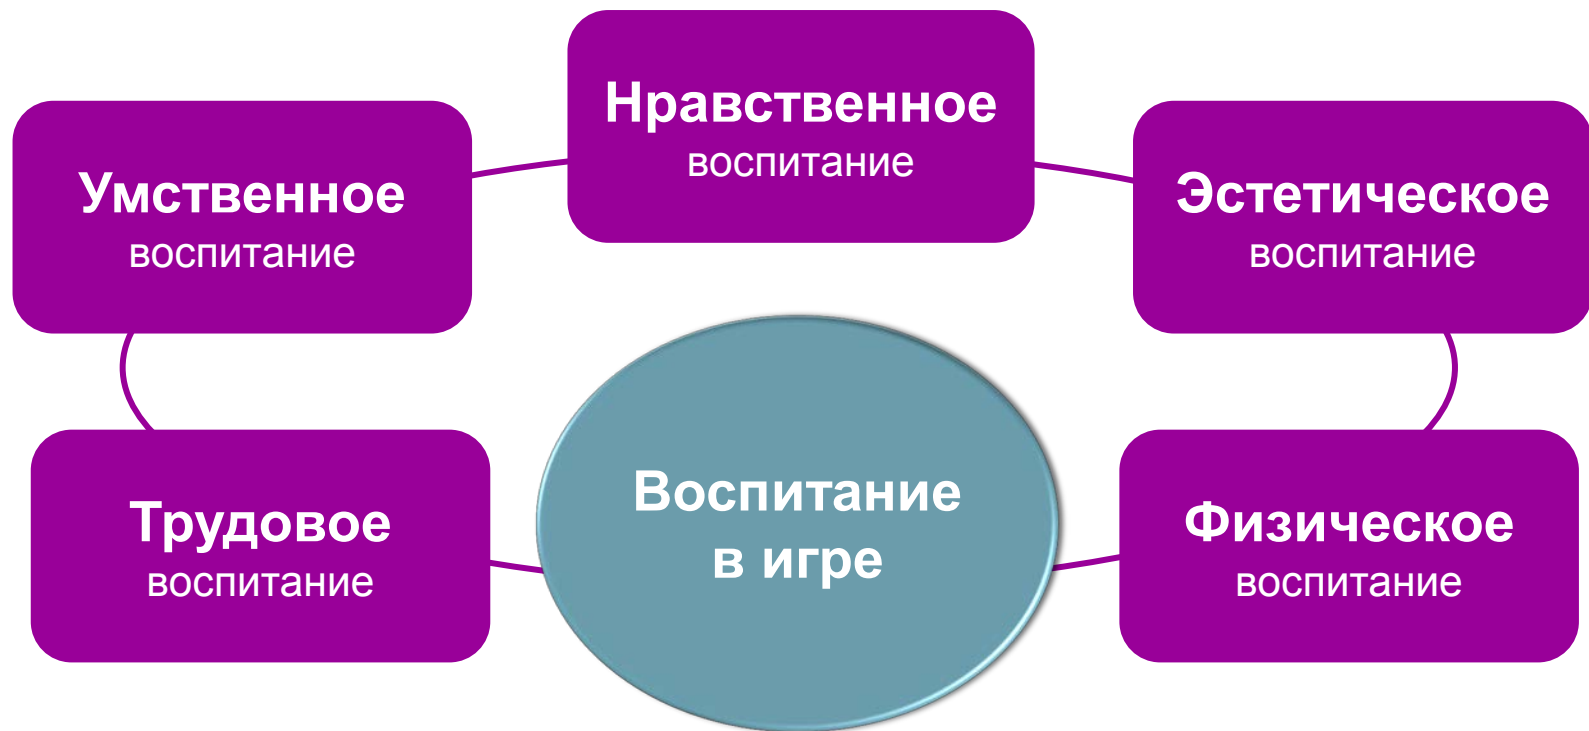 Нравственное
воспитание
Умственное
воспитание
Эстетическое
воспитание
Трудовое
воспитание
Воспитание
в игре
Физическое
воспитание